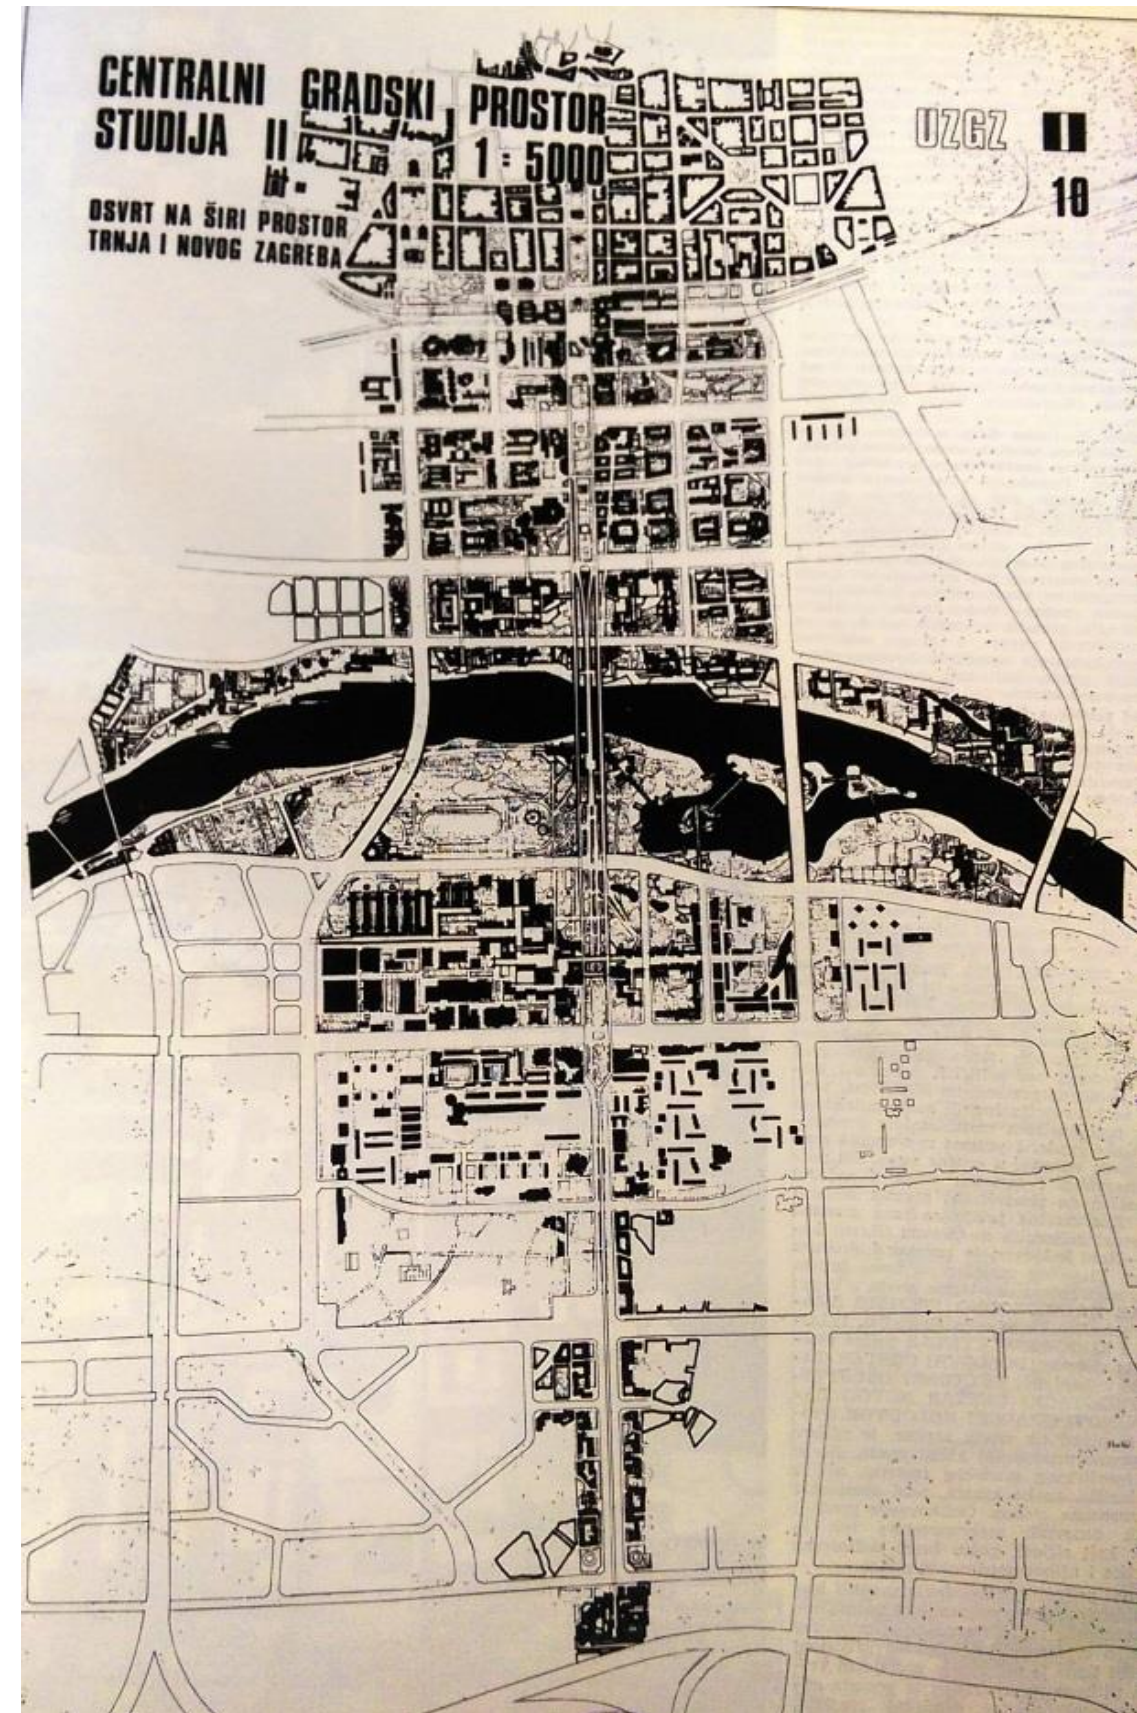 CENTRALNI GRADSKI PROSTOR
STUDIJA II 1 : 5000
OSVRT NA ŠIRI PROSTOR
TRNJA I NOVOG ZAGREBA
UZGZ
10